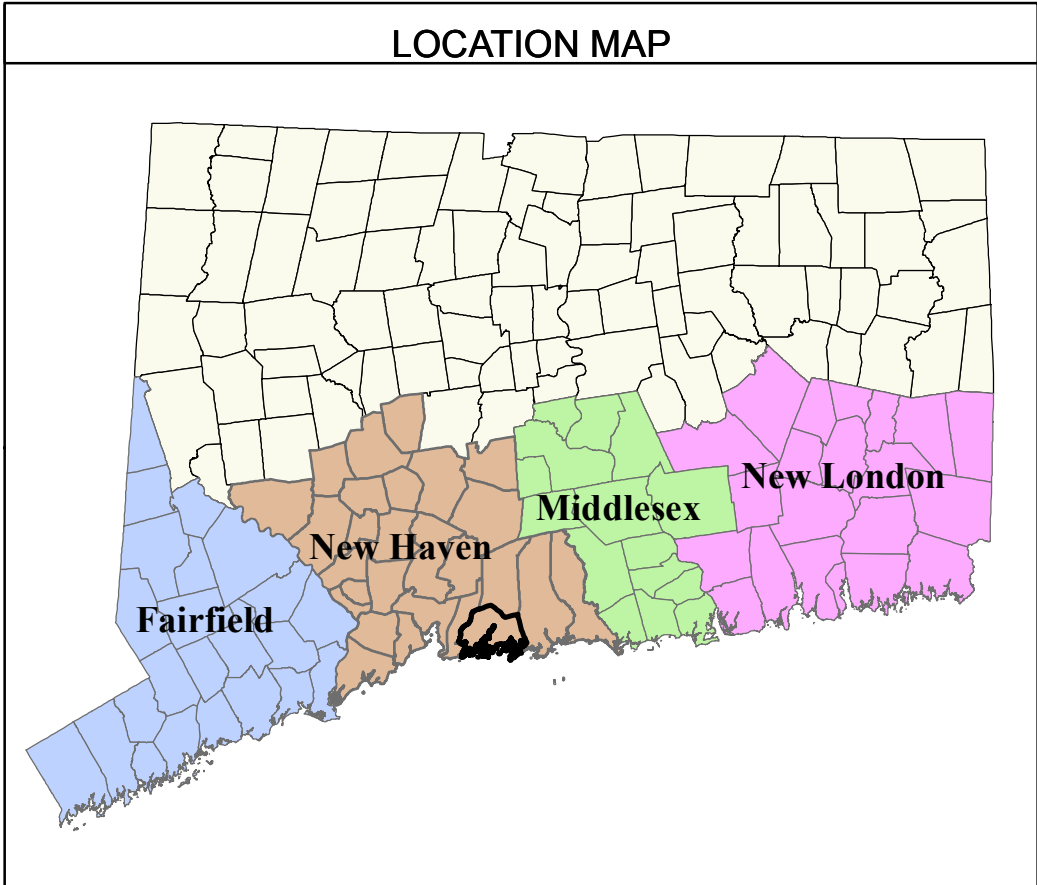 LOCATION MAP
New London
Middlesex
New Haven
Fairfield